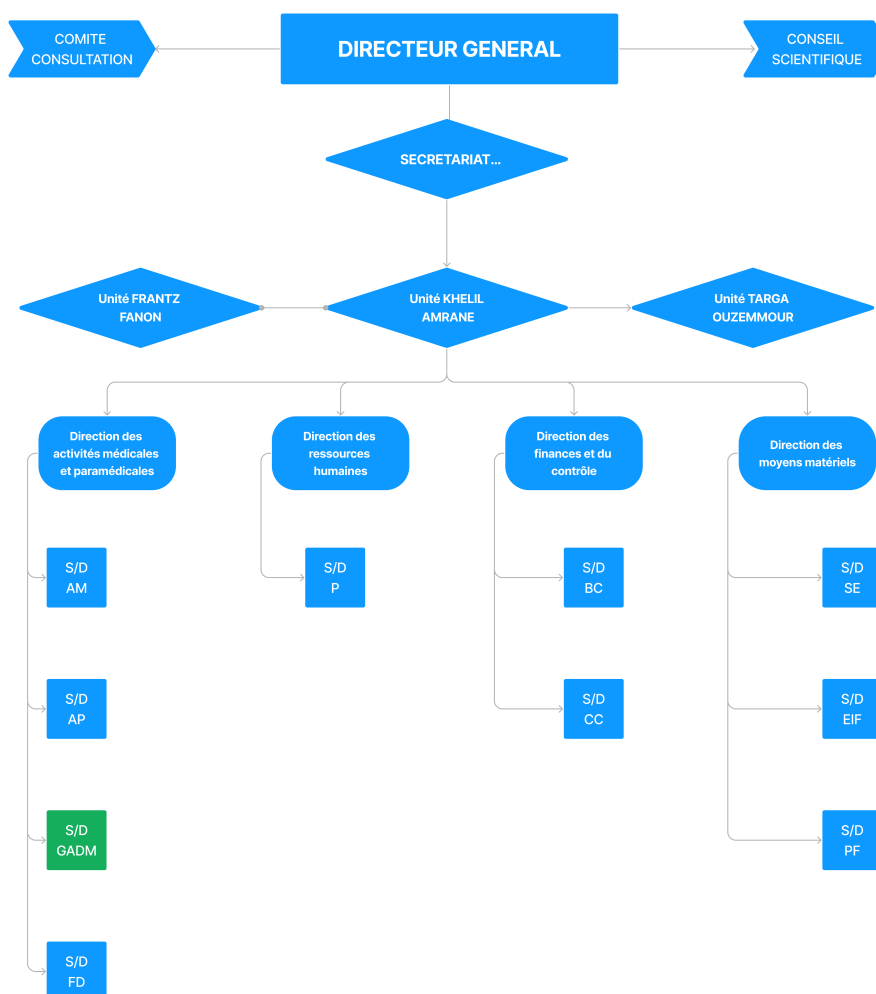 COMITE
CONSULTATION
DIRECTEUR GENERAL
CONSEIL
SCIENTIFIQUE
SECRETARIAT...
Unité FRANTZ
FANON
Unité KHELIL
AMRANE
Unité TARGA
OUZEMMOUR
Direction des
activités médicales
et paramédicales
Direction des
ressources
humaines
Direction des
finances et du
contrôle
Direction des
moyens matériels
S/D
AM
S/D
P
S/D
BC
S/D
SE
S/D
AP
S/D
CC
S/D
EIF
S/D
GADM
S/D
PF
S/D
FD